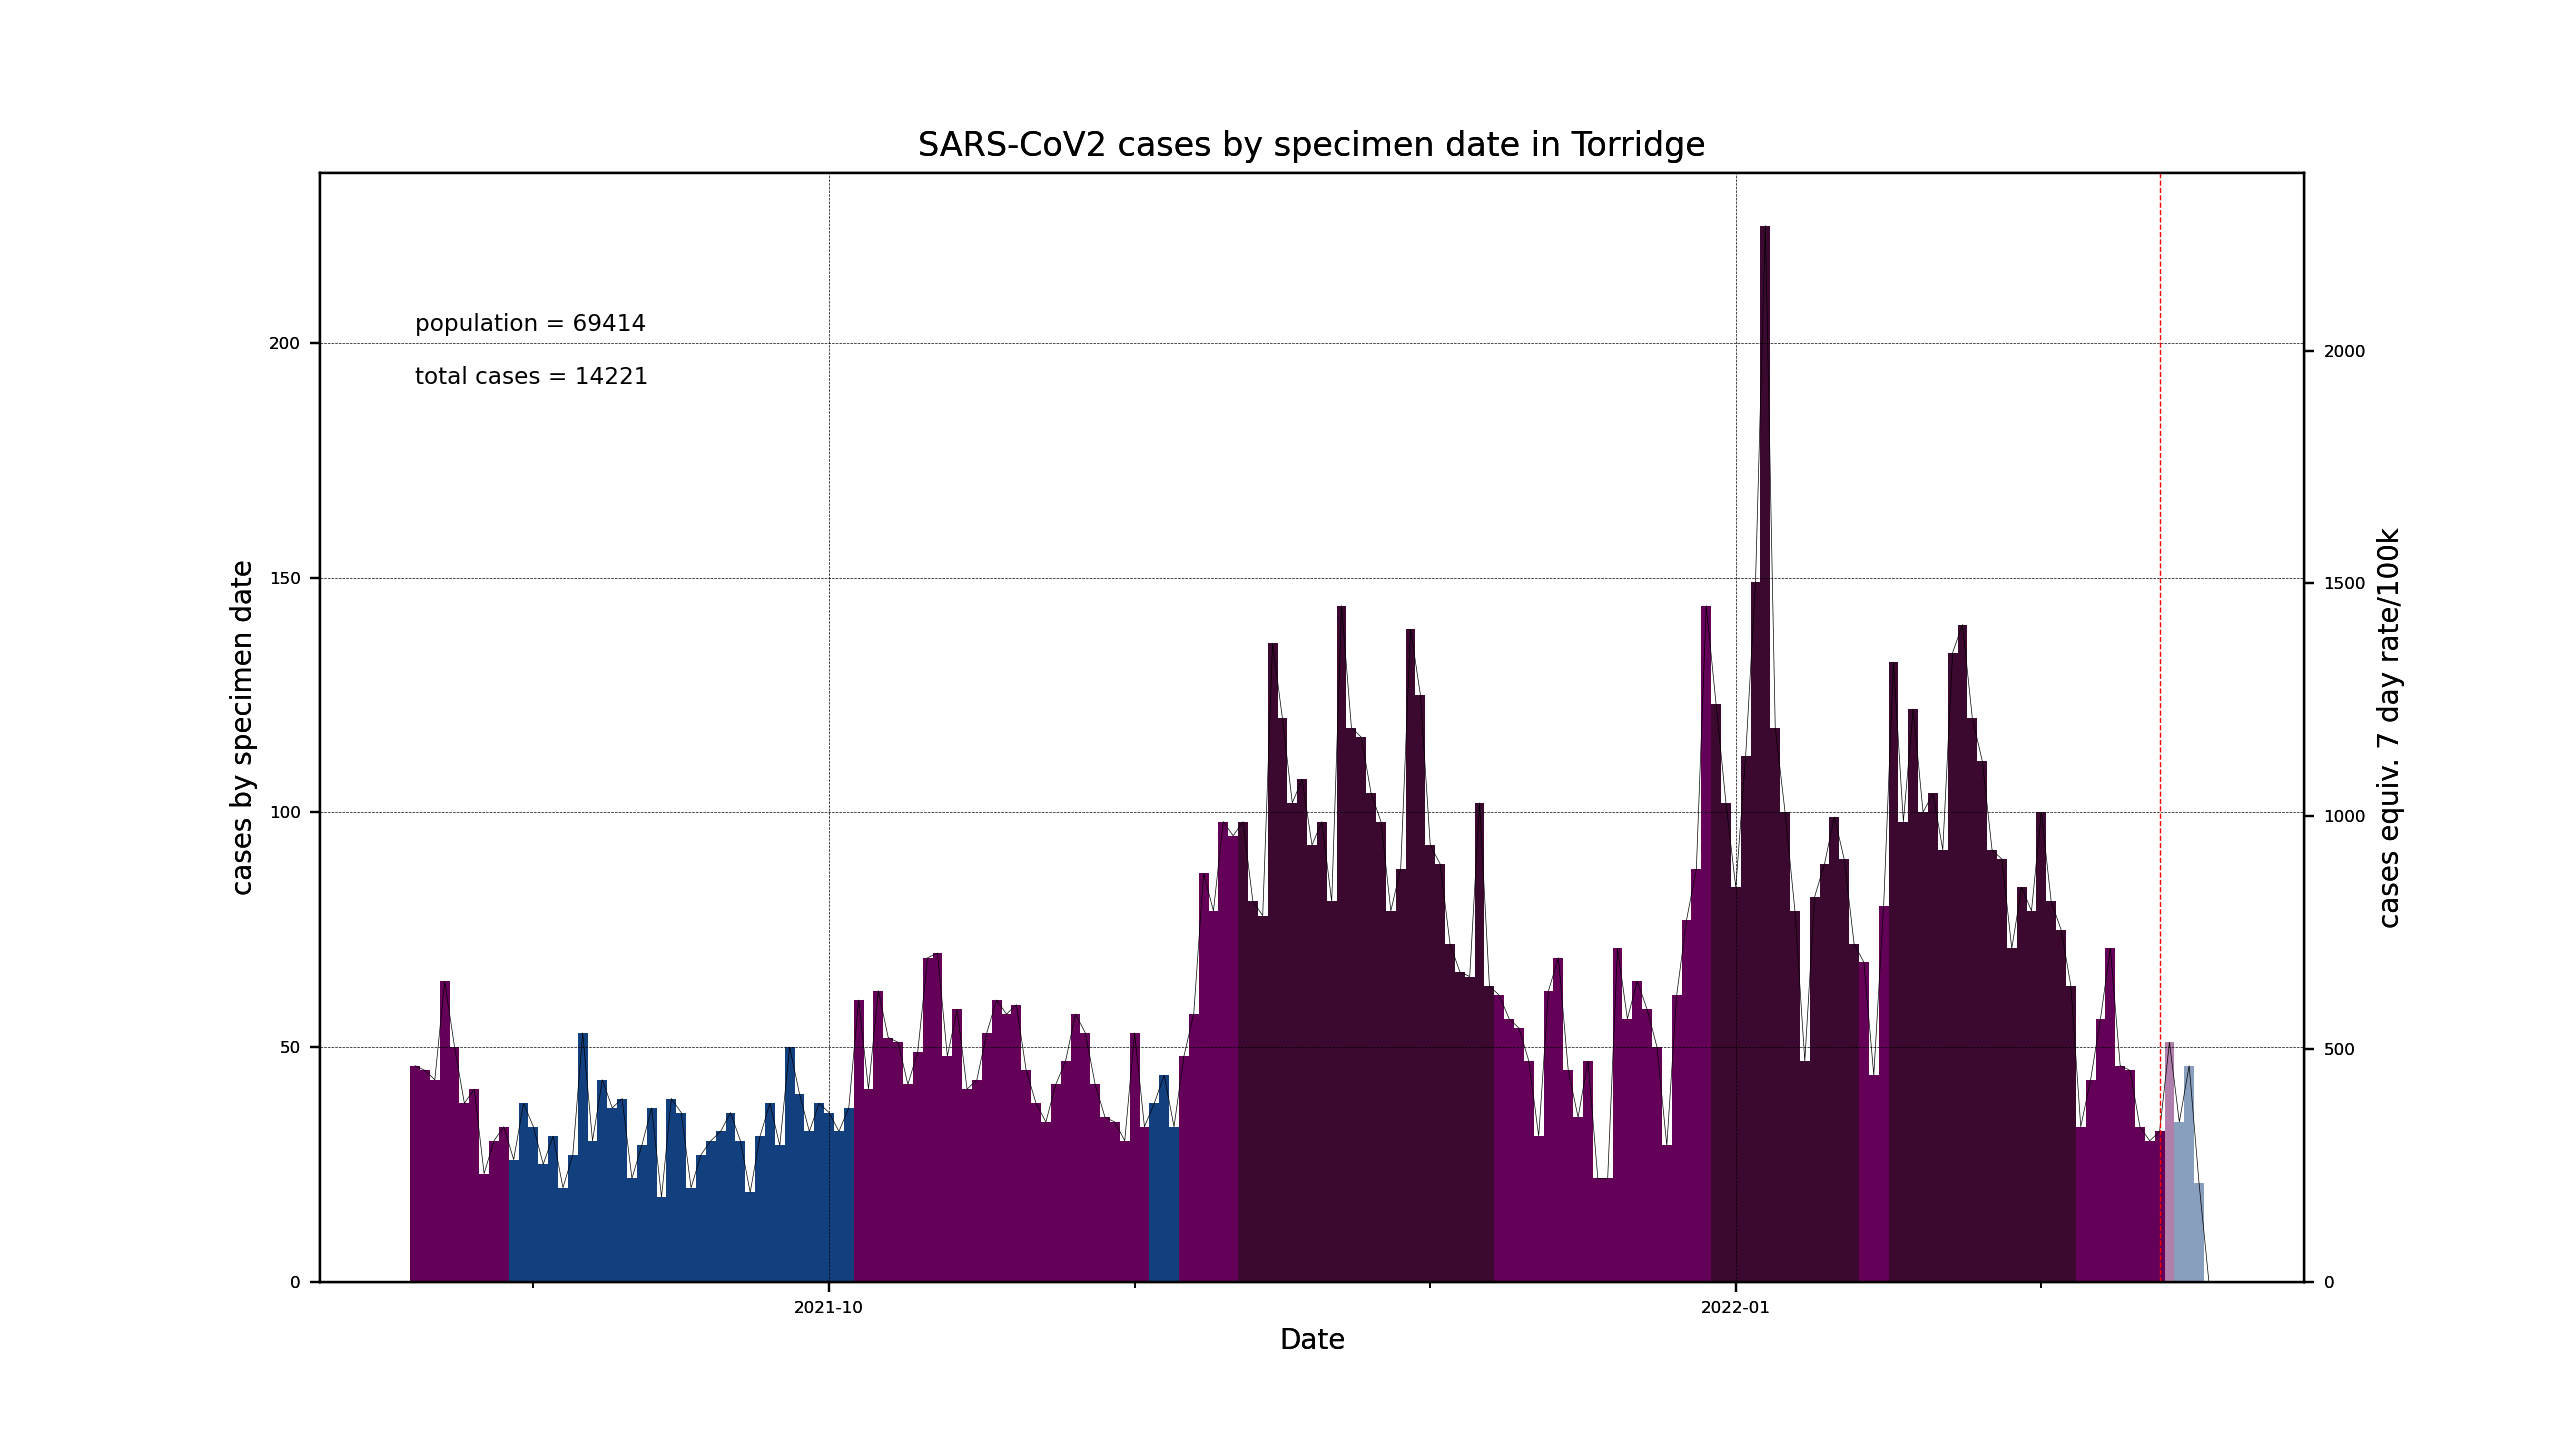 SARS-CoV2 cases by specimen date in Torridge
population = 69414
total cases = 14221
cases by specimen date
200
150
100
50
0
2000
1500
1000
500
0
cases equiv. 7 day rate/100k
2021-10
2022-01
Date